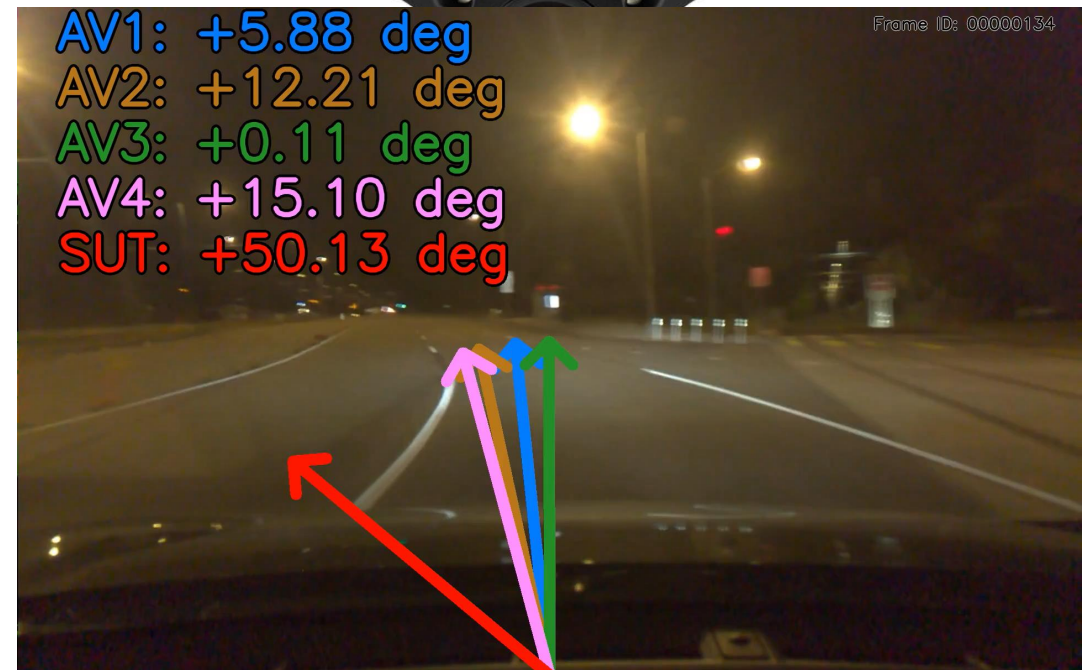 AV1: +5.88 deg
Frame ID: 00000134
AV2: +12.21 deg
AV3: +0.11 deg
AV4: +15.10 deg
SUT: +50.13 deg